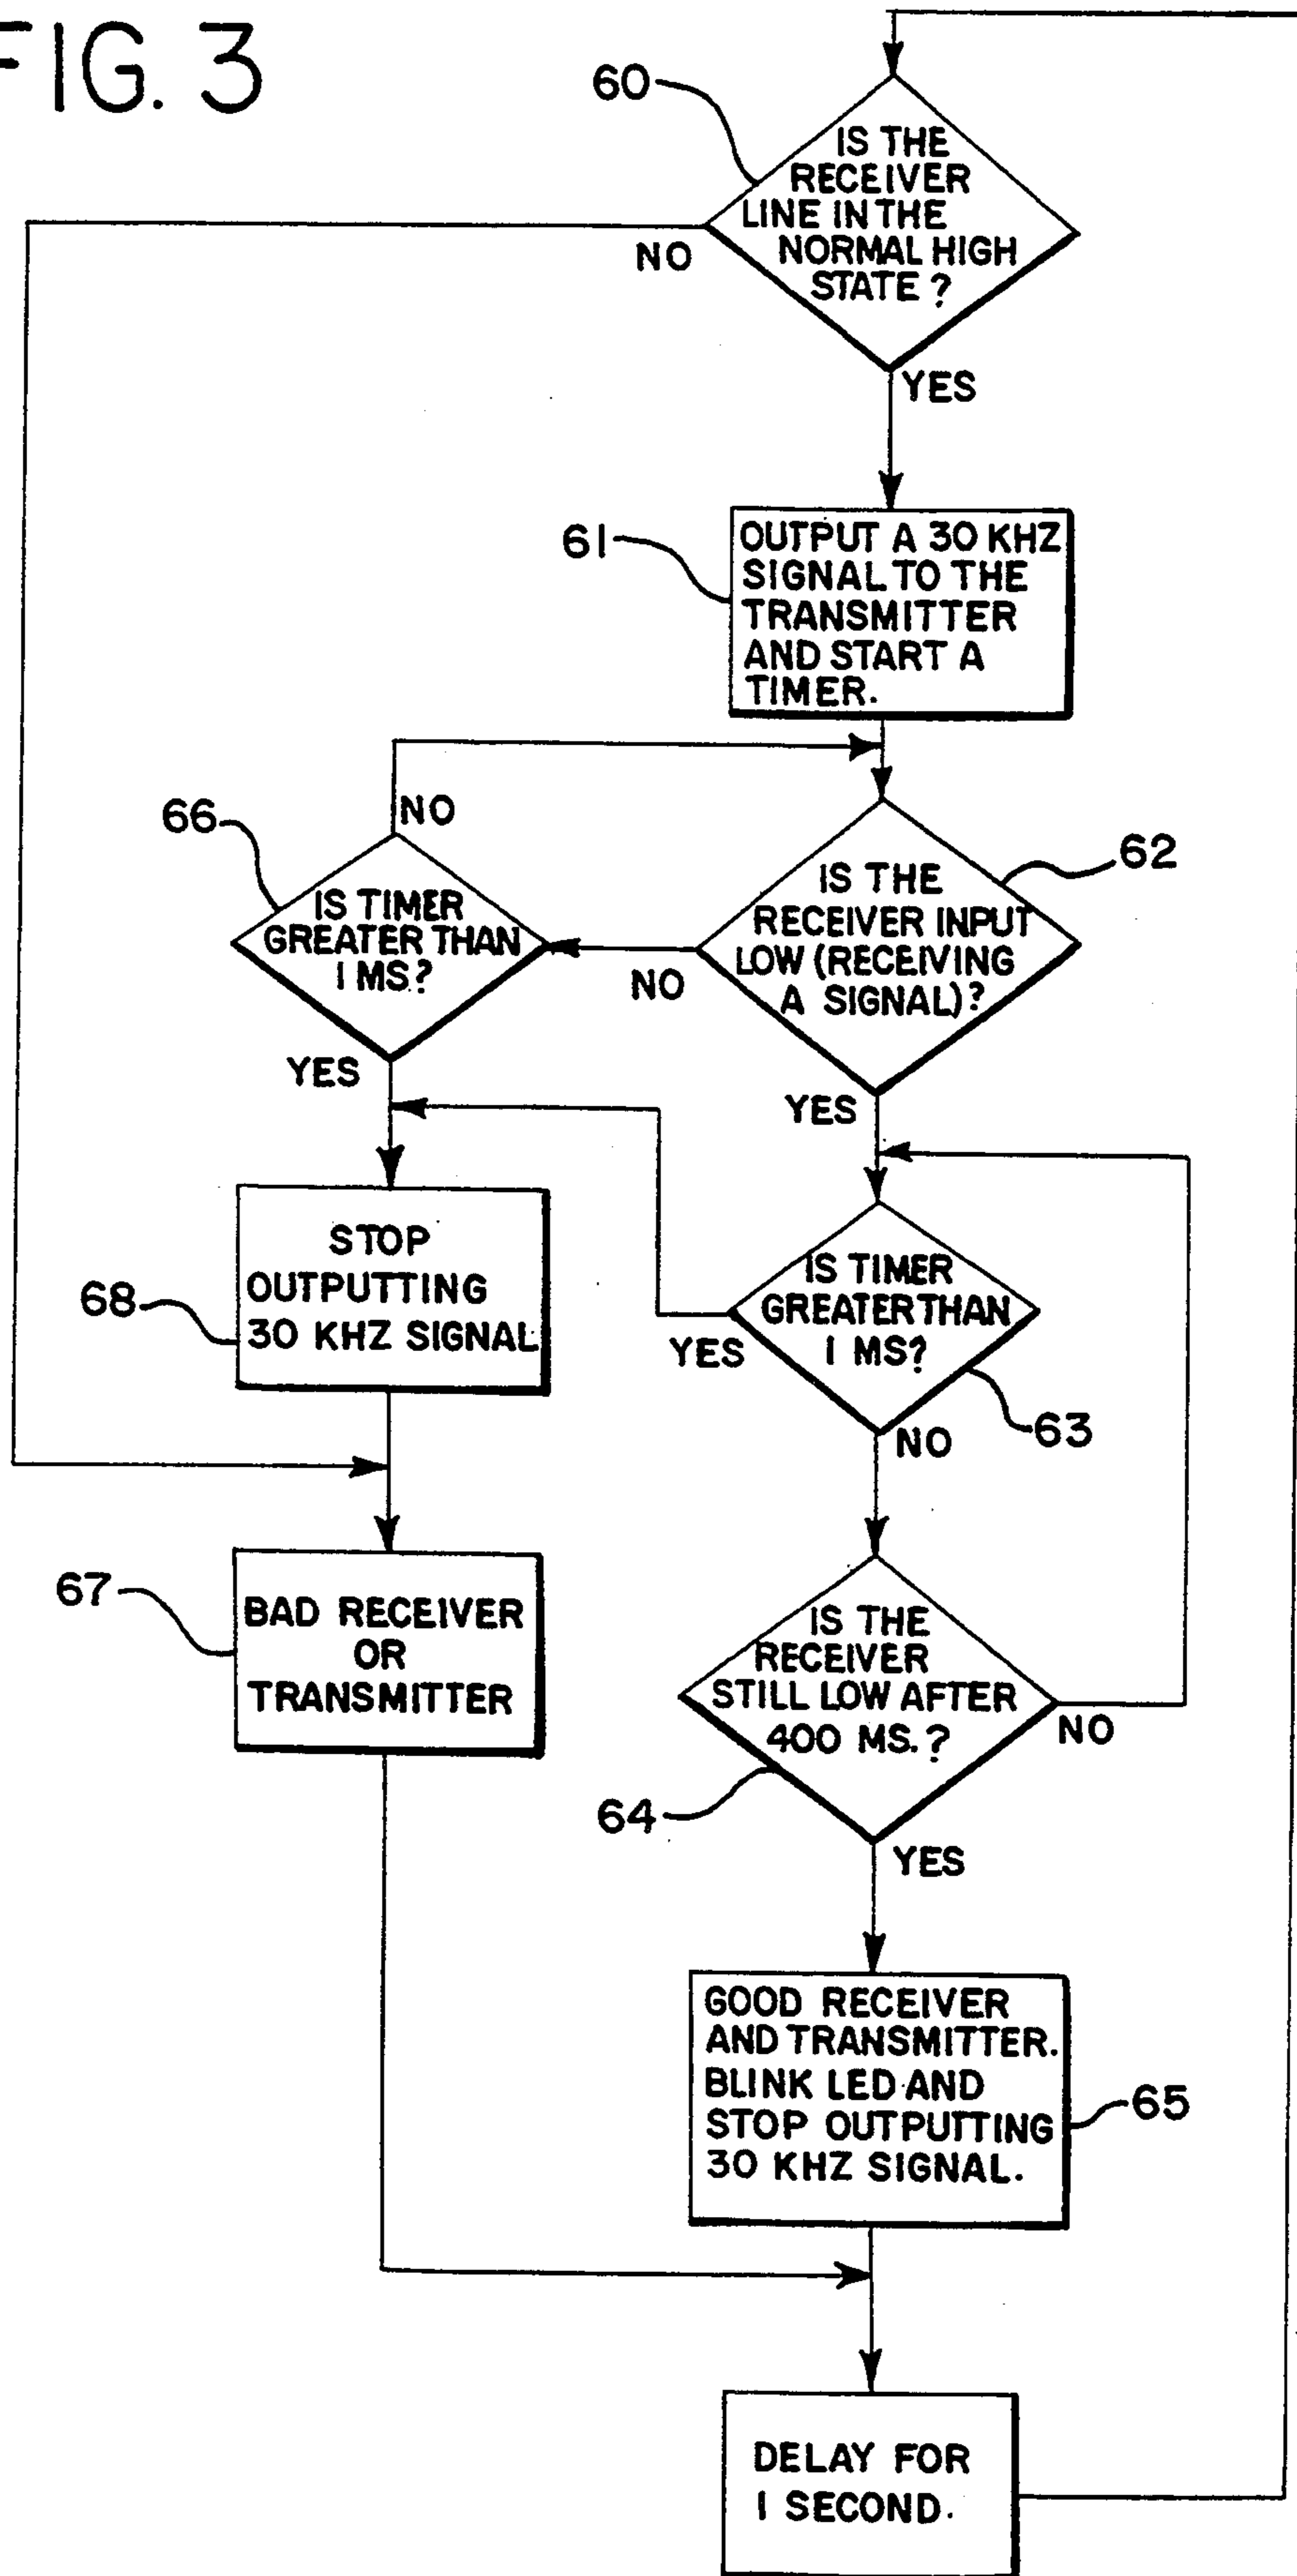 FIG. 3
60
IS THE
RECEIVER
LINE IN THE
NORMAL HIGH
STATE ?
NO
YES
61
OUTPUT A 30 KHZ
SIGNAL TO THE
TRANSMITTER
AND START A
TIMER.
66
NO
IS TIMER
GREATER THAN
1 MS?
YES
62
IS THE
RECEIVER INPUT
LOW (RECEIVING
A SIGNAL)?
NO
YES
68
STOP
OUTPUTTING
30 KHZ SIGNAL
IS TIMER
GREATER THAN
1 MS?
YES
NO
63
67
BAD RECEIVER
OR
TRANSMITTER
IS THE
RECEIVER
STILL LOW AFTER
400 MS.?
NO
64
YES
GOOD RECEIVER
AND TRANSMITTER.
BLINK LED AND
STOP OUTPUTTING
30 KHZ SIGNAL.
65
DELAY FOR
1 SECOND.